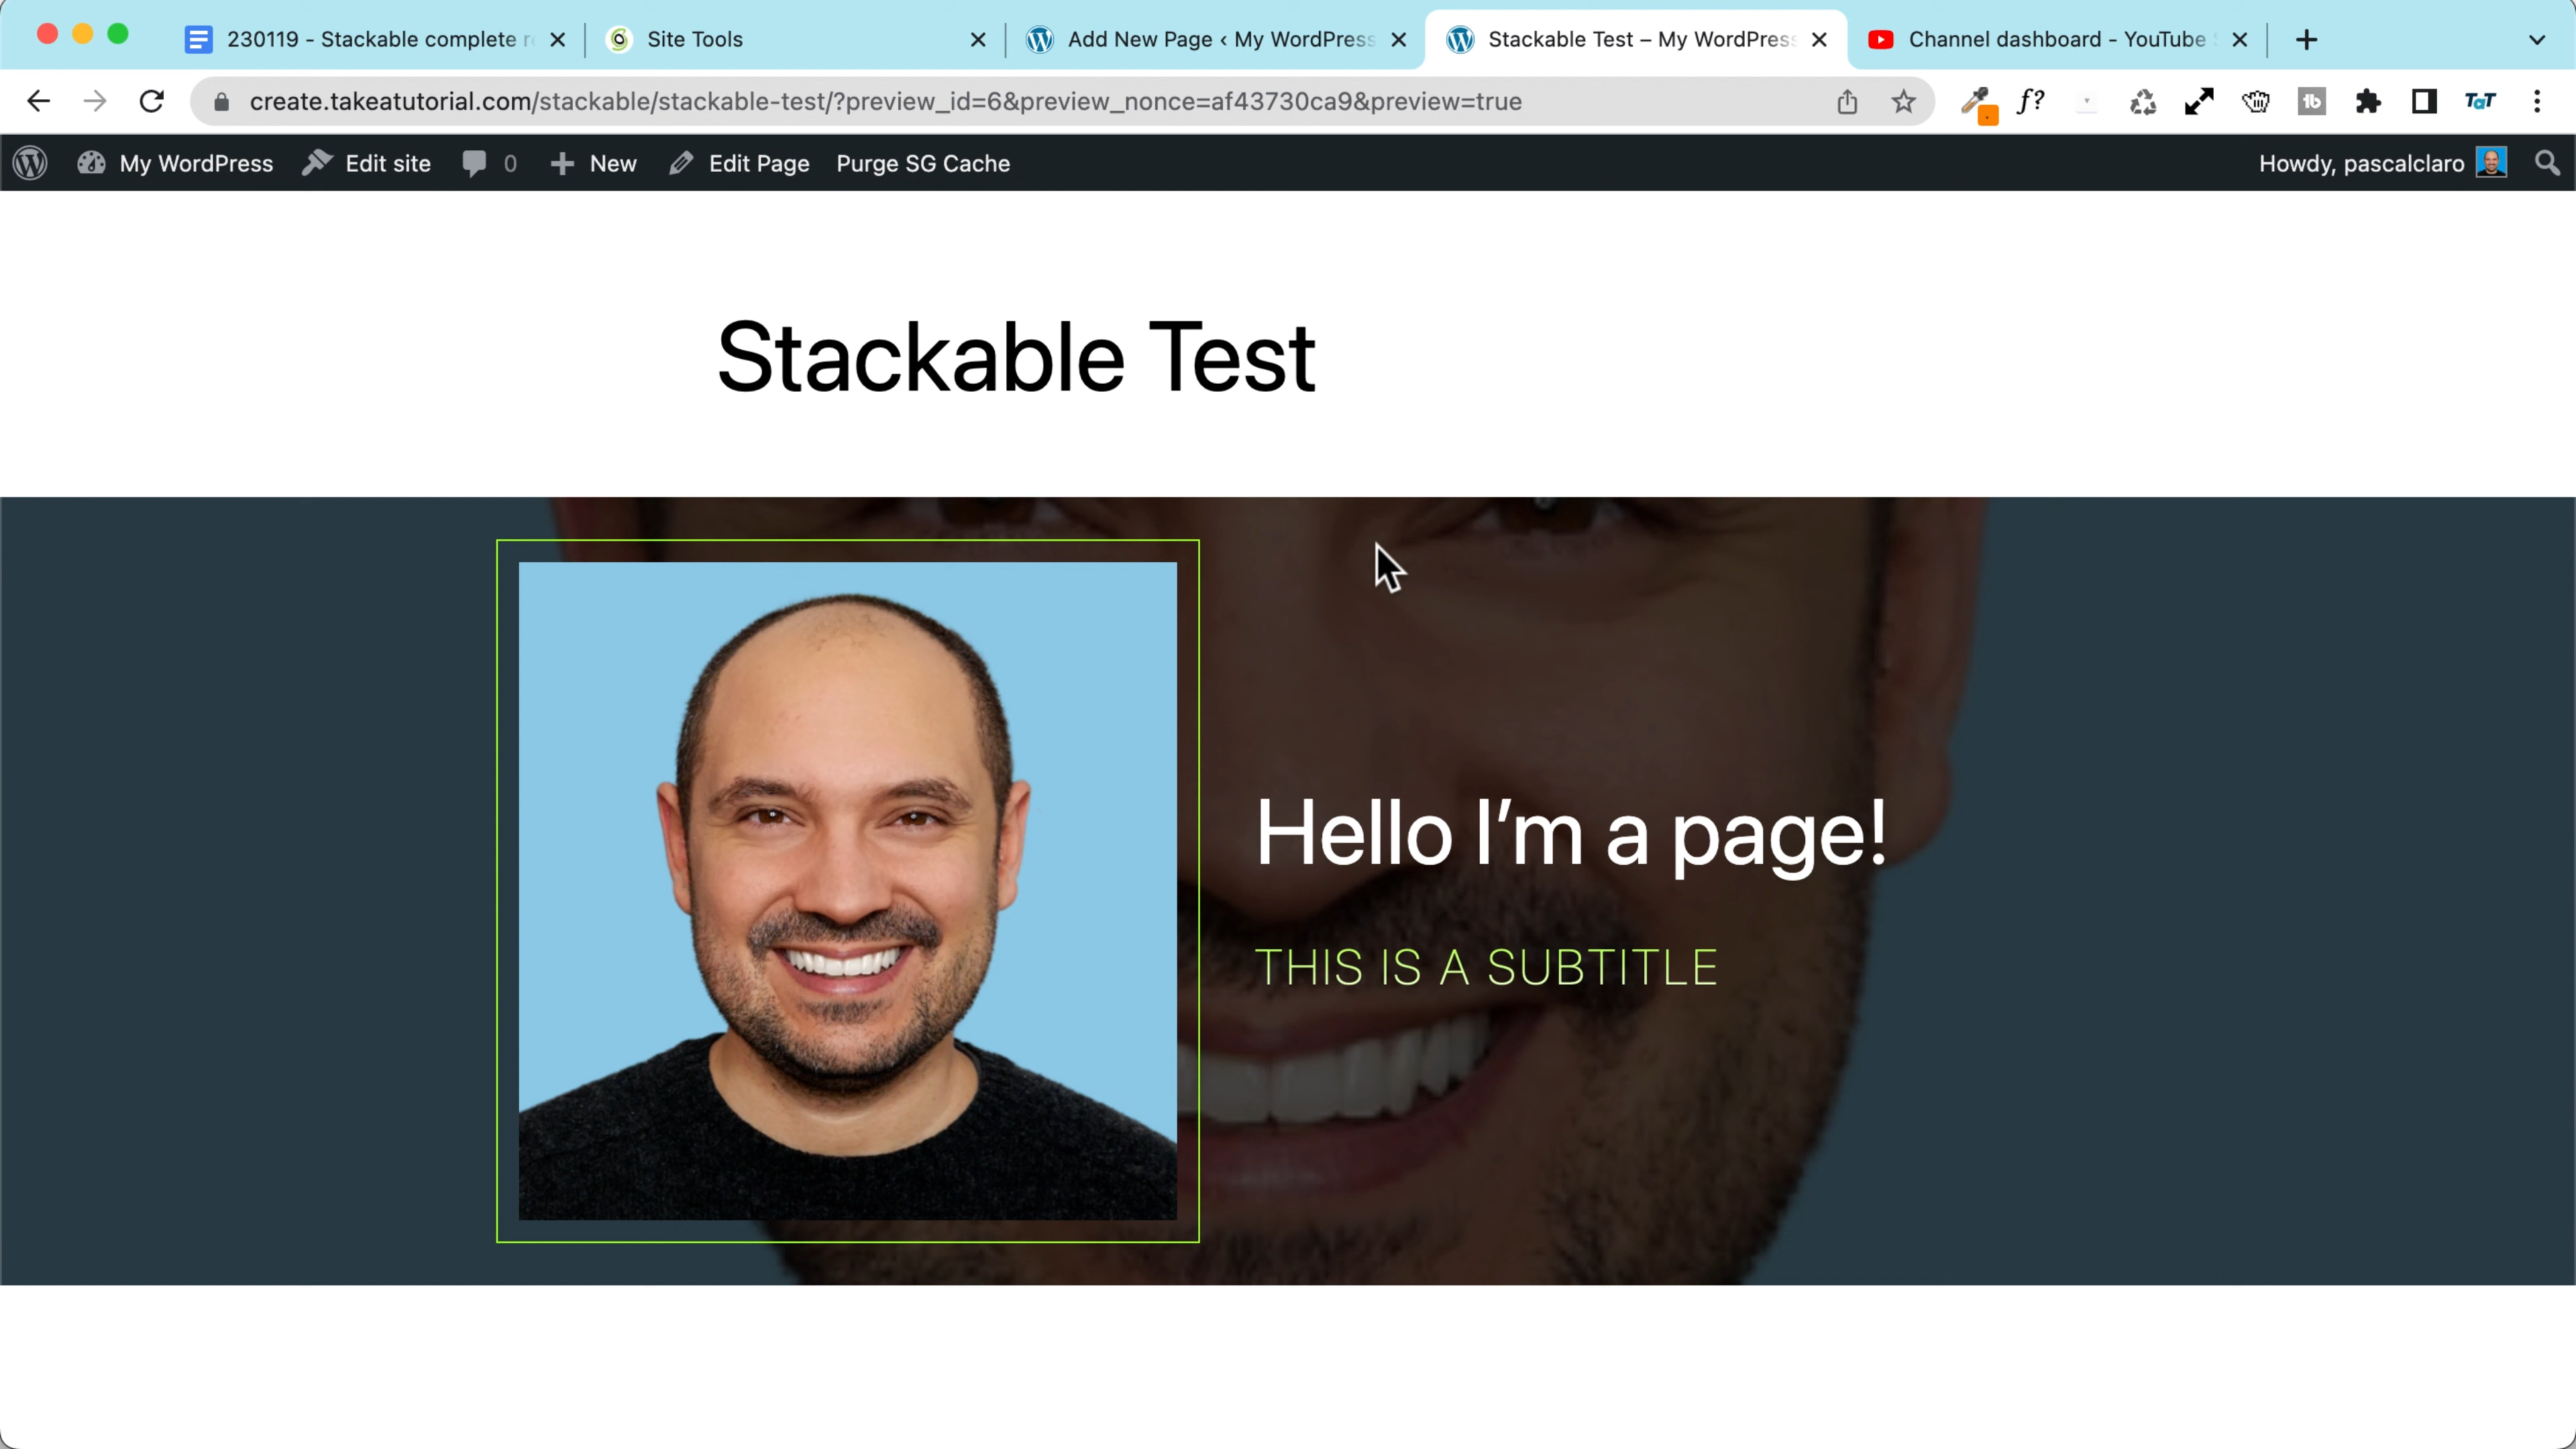 230119 - Stackable complete
Site Tools
Add New Page ‹ My WordPress
Stackable Test – My WordPress
Channel dashboard - YouTube
create.takeatutorial.com/stackable/stackable-test/?preview_id=6&preview_nonce=af43730ca9&preview=true
f?
tb
TaT
My WordPress
Edit site
0
New
Edit Page
Purge SG Cache
Howdy, pascalclaro
Stackable Test
Hello I’m a page!
THIS IS A SUBTITLE